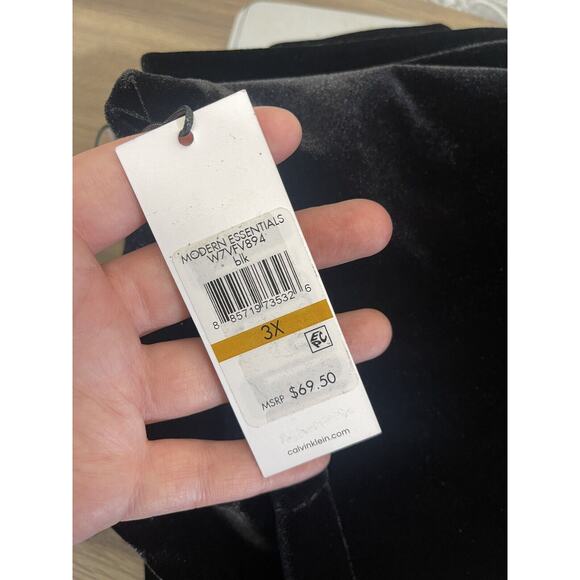 MODERN ESSENTIALS
W7VFV894
blk
8 85719 73532 6
3X
MSRP $69.50
calvinklein.com